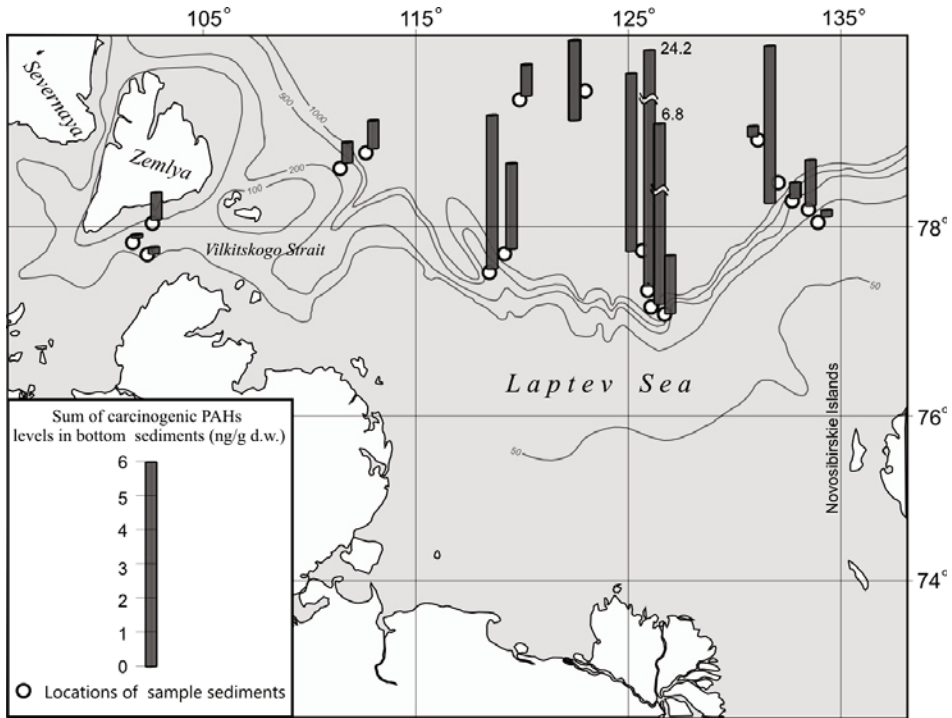 105° 115° 125° 135°
24.2
6.8
Severnaya
Zemlya
500
1000
200
100
Vilkitskogo Strait
78°
50
Laptev Sea
76°
50
Novosibirskie Islands
74°
Sum of carcinogenic PAHs
levels in bottom sediments (ng/g d.w.)
6
5
4
3
2
1
0
Locations of sample sediments